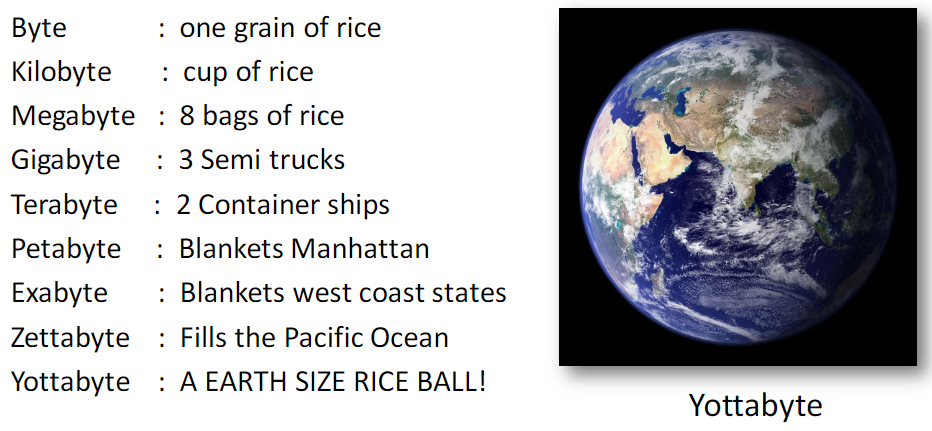 Byte : one grain of rice
Kilobyte : cup of rice
Megabyte : 8 bags of rice
Gigabyte : 3 Semi trucks
Terabyte : 2 Container ships
Petabyte : Blankets Manhattan
Exabyte : Blankets west coast states
Zettabyte : Fills the Pacific Ocean
Yottabyte : A EARTH SIZE RICE BALL!
Yottabyte